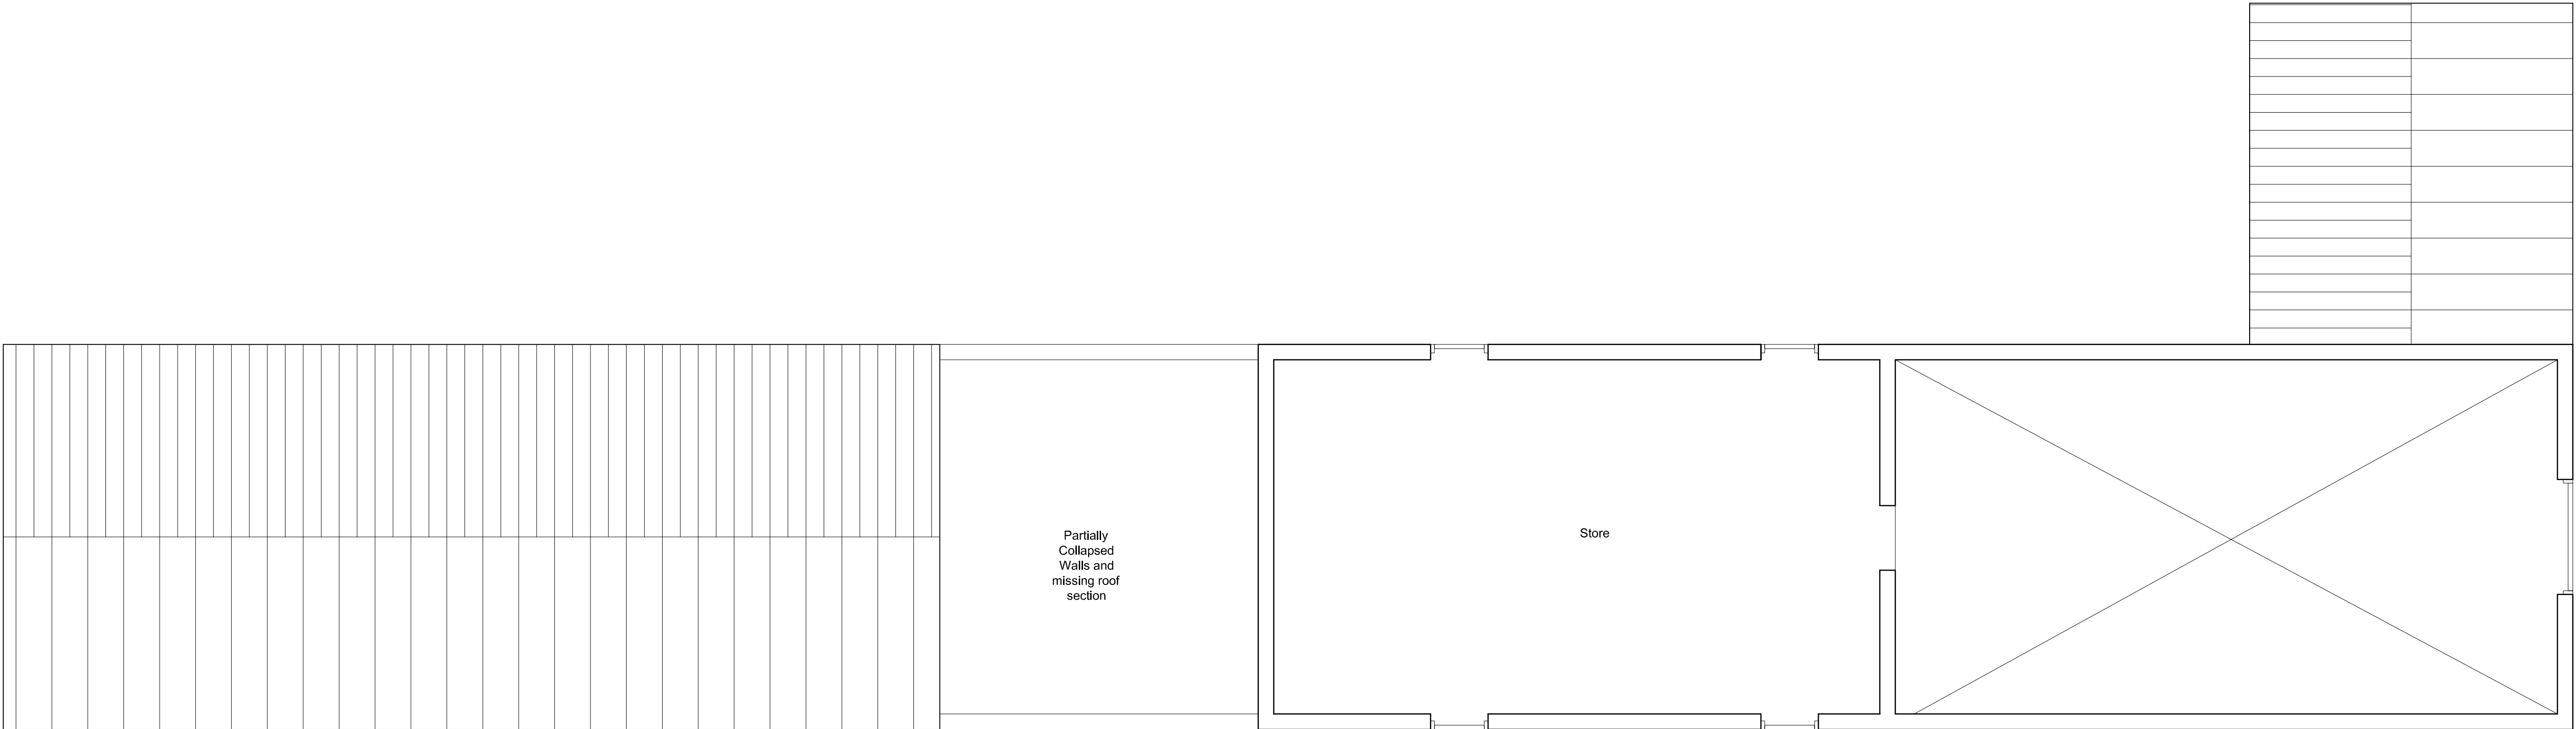 Partially
Collapsed
Walls and
missing roof
section
Store